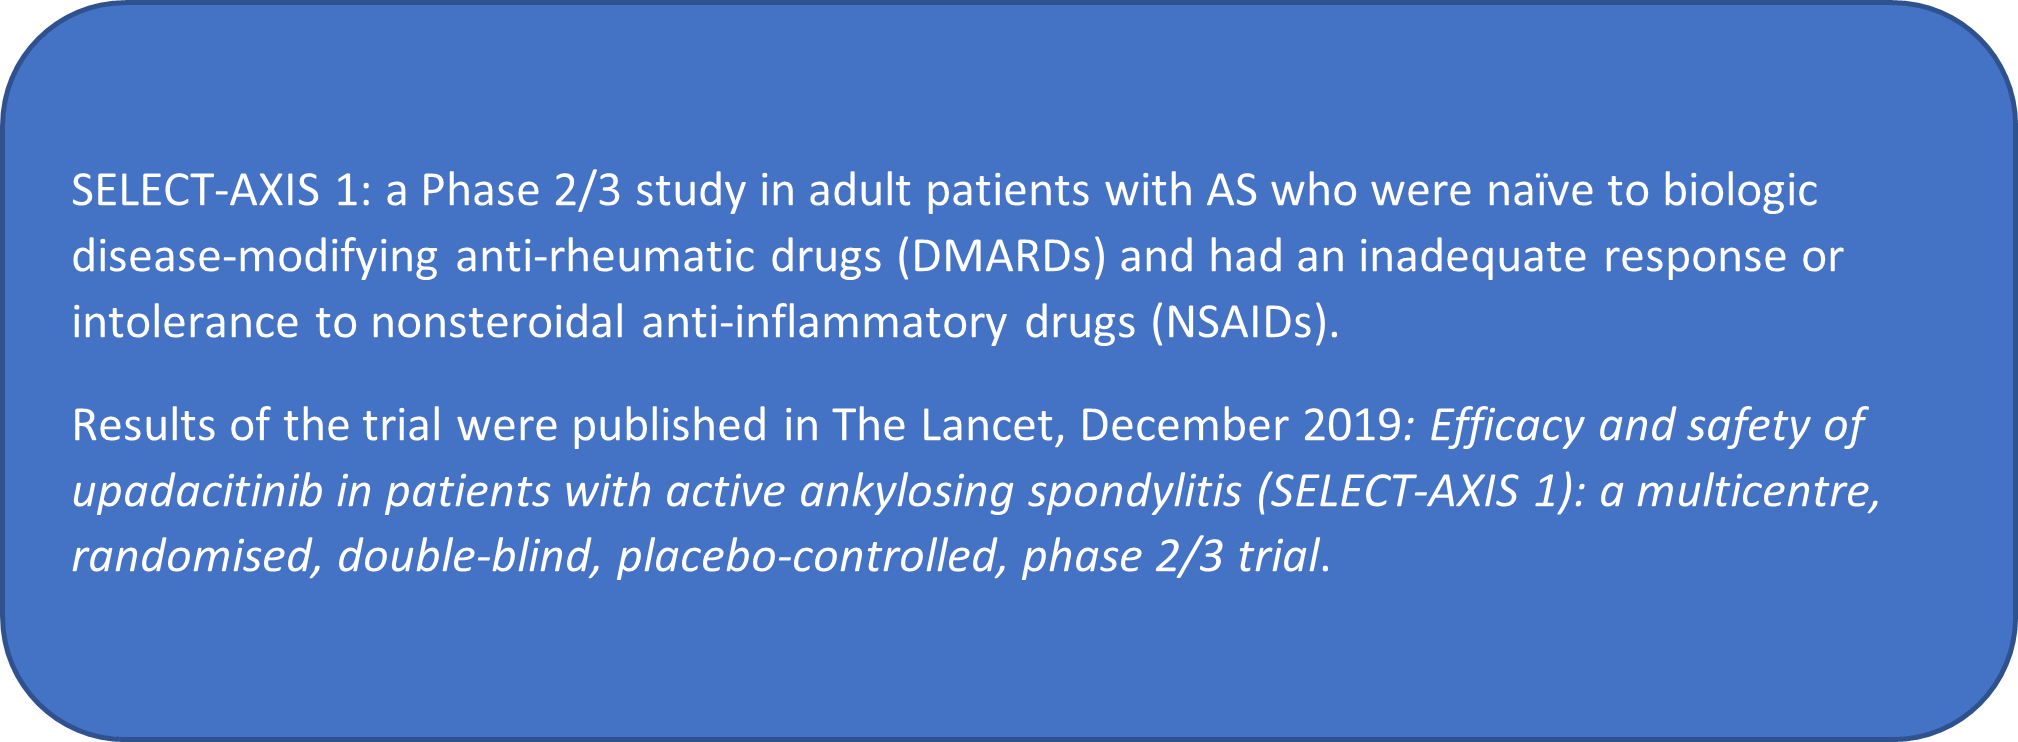 SELECT-AXIS 1: a Phase 2/3 study in adult patients with AS who were naïve to biologic
disease-modifying anti-rheumatic drugs (DMARDs) and had an inadequate response or
intolerance to nonsteroidal anti-inflammatory drugs (NSAIDs).
Results of the trial were published in The Lancet, December 2019: Efficacy and safety of
upadacitinib in patients with active ankylosing spondylitis (SELECT-AXIS 1): a multicentre,
randomised, double-blind, placebo-controlled, phase 2/3 trial.